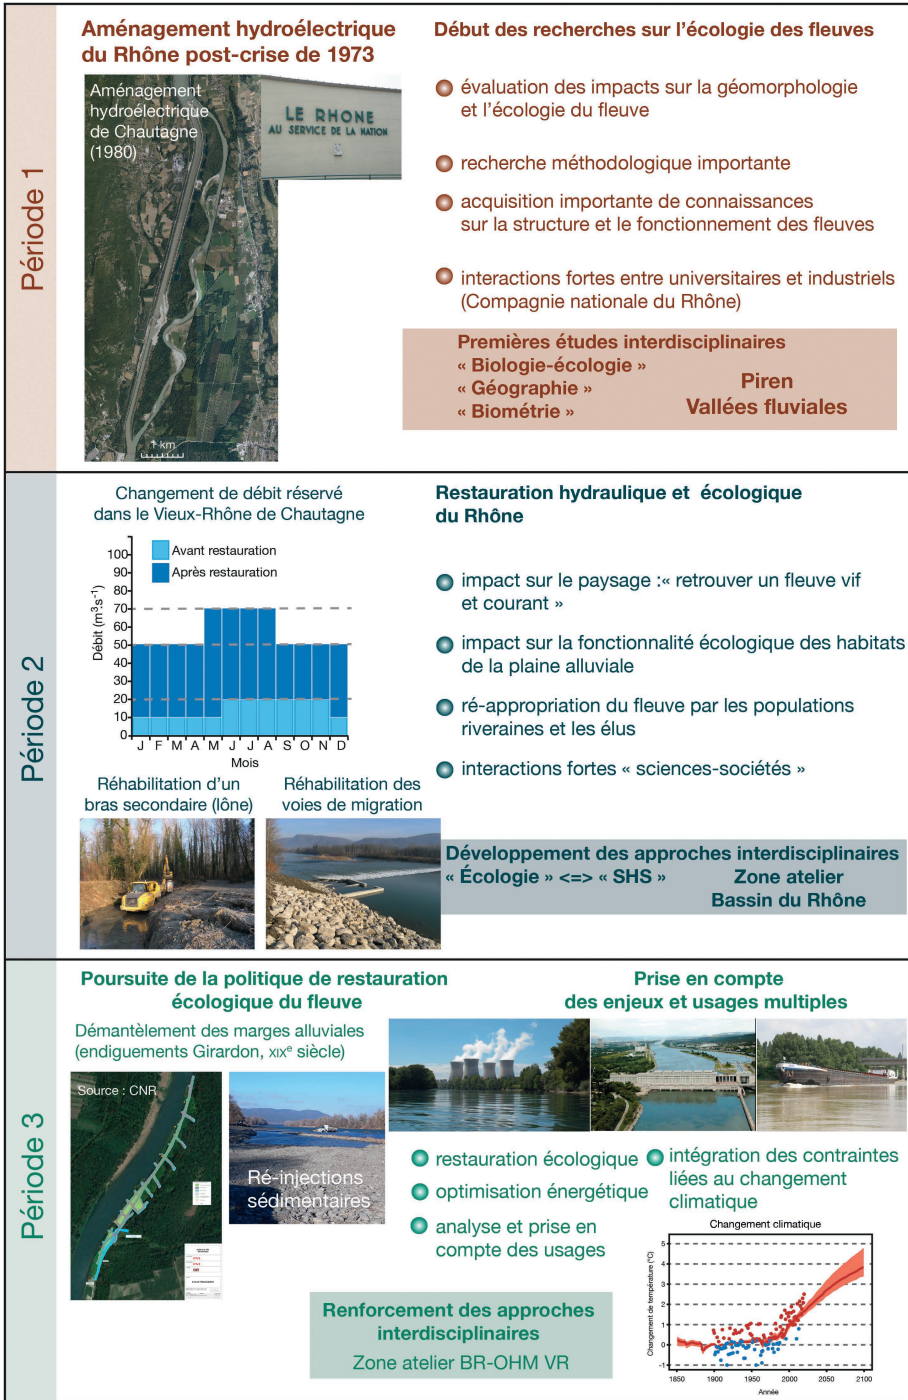 Période 1
Aménagement hydroélectrique
du Rhône post-crise de 1973
Aménagement
hydroélectrique
de Chautagne
(1980)
LE RHONE
AU SERVICE DE LA NATION
1 km
Début des recherches sur l'écologie des fleuves
évaluation des impacts sur la géomorphologie
et l'écologie du fleuve
recherche méthodologique importante
acquisition importante de connaissances
sur la structure et le fonctionnement des fleuves
interactions fortes entre universitaires et industriels
(Compagnie nationale du Rhône)
Premières études interdisciplinaires
« Biologie-écologie »
« Géographie »
« Biométrie »
Piren
Vallées fluviales
Période 2
Changement de débit réservé
dans le Vieux-Rhône de Chautagne
Avant restauration
Après restauration
Débit (m³.s⁻¹)
100
90
80
70
60
50
40
30
20
10
0
J F M A M J J A S O N D
Mois
Réhabilitation d'un
bras secondaire (lône)
Réhabilitation des
voies de migration
Restauration hydraulique et écologique
du Rhône
impact sur le paysage :« retrouver un fleuve vif
et courant »
impact sur la fonctionnalité écologique des habitats
de la plaine alluviale
ré-appropriation du fleuve par les populations
riveraines et les élus
interactions fortes « sciences-sociétés »
Développement des approches interdisciplinaires
« Écologie » <=> « SHS »
Zone atelier
Bassin du Rhône
Période 3
Poursuite de la politique de restauration
écologique du fleuve
Démantèlement des marges alluviales
(endiguements Girardon, XIXe siècle)
Source : CNR
Ré-injections
sédimentaires
Prise en compte
des enjeux et usages multiples
restauration écologique
optimisation énergétique
analyse et prise en
compte des usages
intégration des contraintes
liées au changement
climatique
Changement climatique
Changement de température (°C)
5
4
3
2
1
0
-1
1850 1900 1950 2000 2050 2100
Année
Renforcement des approches
interdisciplinaires
Zone atelier BR-OHM VR